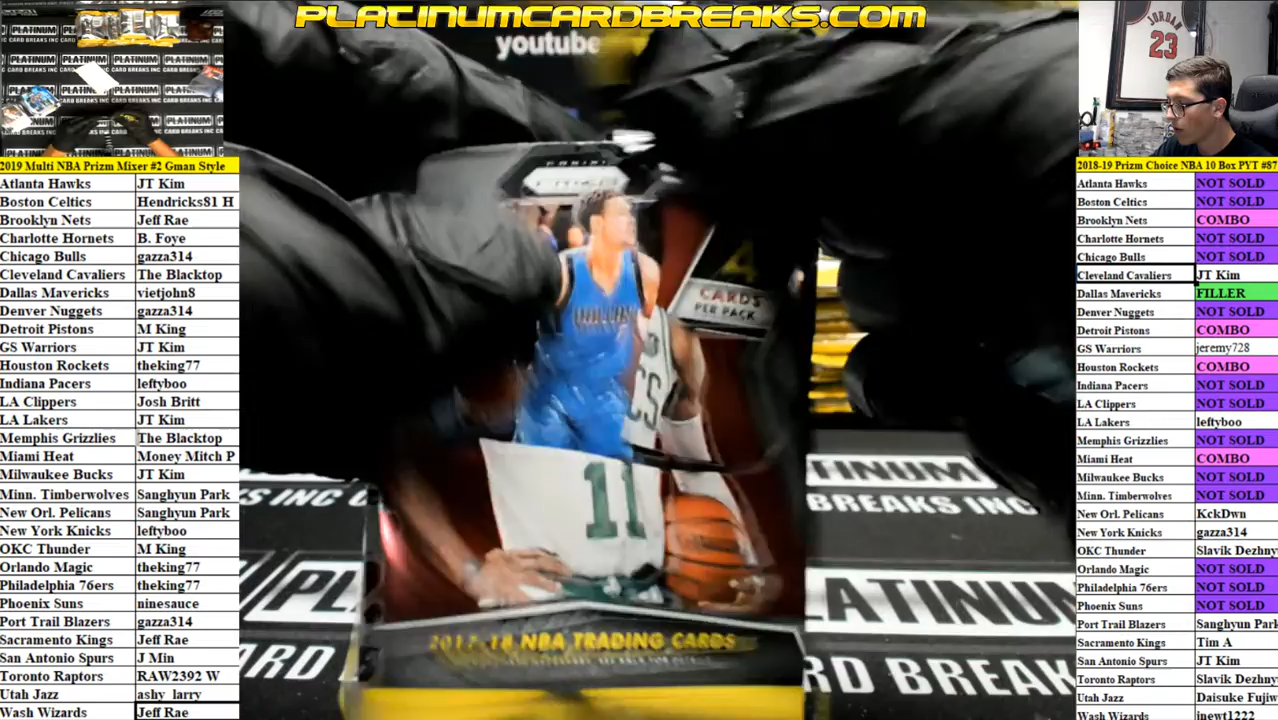 PLATINUMCARDBREAKS.COM
youtube
2019 Multi NBA Prizm Mixer #2 Gman Style
Atlanta Hawks JT Kim
Boston Celtics Hendricks81 H
Brooklyn Nets Jeff Rae
Charlotte Hornets B. Foye
Chicago Bulls gazza314
Cleveland Cavaliers The Blacktop
Dallas Mavericks vietjohn8
Denver Nuggets gazza314
Detroit Pistons M King
GS Warriors JT Kim
Houston Rockets theking77
Indiana Pacers leftyboo
LA Clippers Josh Britt
LA Lakers JT Kim
Memphis Grizzlies The Blacktop
Miami Heat Money Mitch P
Milwaukee Bucks JT Kim
Minn. Timberwolves Sanghyun Park
New Orl. Pelicans Sanghyun Park
New York Knicks leftyboo
OKC Thunder M King
Orlando Magic theking77
Philadelphia 76ers theking77
Phoenix Suns ninesauce
Port Trail Blazers gazza314
Sacramento Kings Jeff Rae
San Antonio Spurs J Min
Toronto Raptors RAW2392 W
Utah Jazz ashy larry
Wash Wizards Jeff Rae
PLATINUM
CARD BREAKS INC
4
CARDS
PER PACK
CS
11
NBA TRADING CARDS
PLATINUM
BREAKS INC
JORDAN
23
2018-19 Prizm Choice NBA 10 Box PYT #87
Atlanta Hawks NOT SOLD
Boston Celtics NOT SOLD
Brooklyn Nets COMBO
Charlotte Hornets NOT SOLD
Chicago Bulls NOT SOLD
Cleveland Cavaliers JT Kim
Dallas Mavericks FILLER
Denver Nuggets NOT SOLD
Detroit Pistons COMBO
GS Warriors jeremy728
Houston Rockets COMBO
Indiana Pacers NOT SOLD
LA Clippers NOT SOLD
LA Lakers leftyboo
Memphis Grizzlies NOT SOLD
Miami Heat COMBO
Milwaukee Bucks NOT SOLD
Minn. Timberwolves NOT SOLD
New Orl. Pelicans KckDwn
New York Knicks gazza314
OKC Thunder Slavik Dezhny
Orlando Magic NOT SOLD
Philadelphia 76ers NOT SOLD
Phoenix Suns NOT SOLD
Port Trail Blazers Sanghyun Park
Sacramento Kings Tim A
San Antonio Spurs JT Kim
Toronto Raptors Slavik Dezhny
Utah Jazz Daisuke Fujiw
Wash Wizards inewt1222